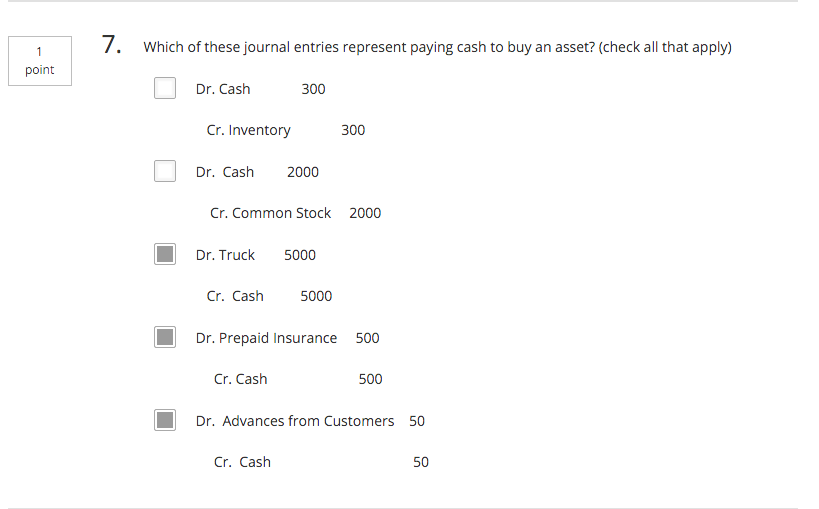 1
point
7. Which of these journal entries represent paying cash to buy an asset? (check all that apply)
Dr. Cash 300
Cr. Inventory 300
Dr. Cash 2000
Cr. Common Stock 2000
Dr. Truck 5000
Cr. Cash 5000
Dr. Prepaid Insurance 500
Cr. Cash 500
Dr. Advances from Customers 50
Cr. Cash 50